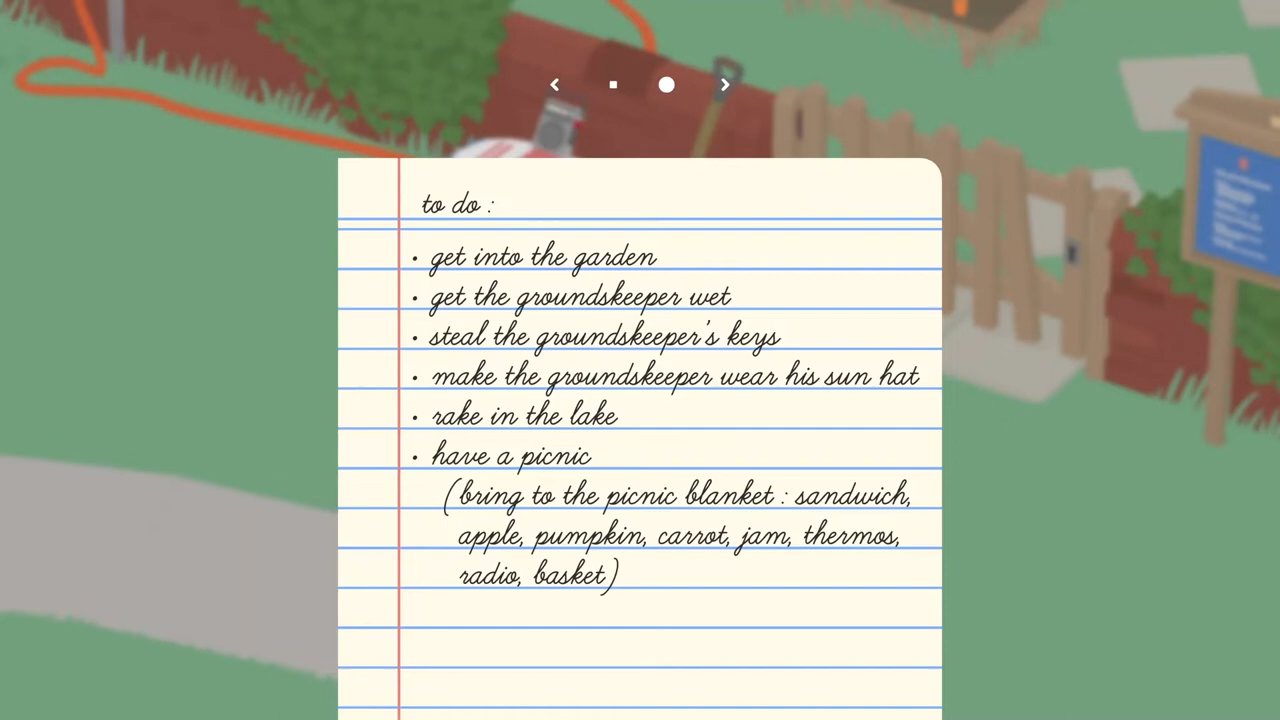 to do :
• get into the garden
• get the groundskeeper wet
• steal the groundskeeper's keys
• make the groundskeeper wear his sun hat
• rake in the lake
• have a picnic
(bring to the picnic blanket : sandwich,
apple, pumpkin, carrot, jam, thermos,
radio, basket)